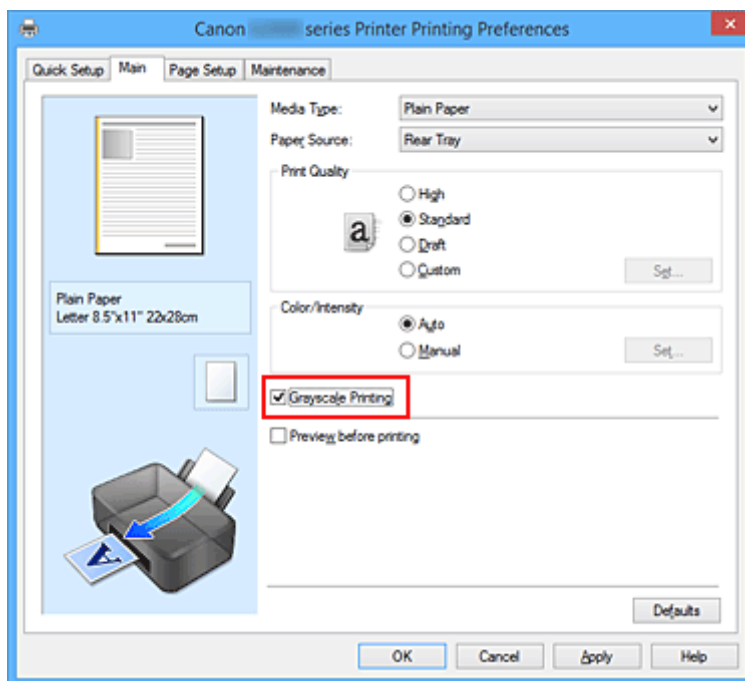 Canon series Printer Printing Preferences
Quick Setup Main Page Setup Maintenance
Media Type: Plain Paper
Paper Source: Rear Tray
Print Quality
High
a Standard
Draft
Custom Set...
Plain Paper
Letter 8.5"x11" 22x28cm
Color/Intensity
Auto
Manual Set...
Grayscale Printing
Preview before printing
A
Defaults
OK Cancel Apply Help